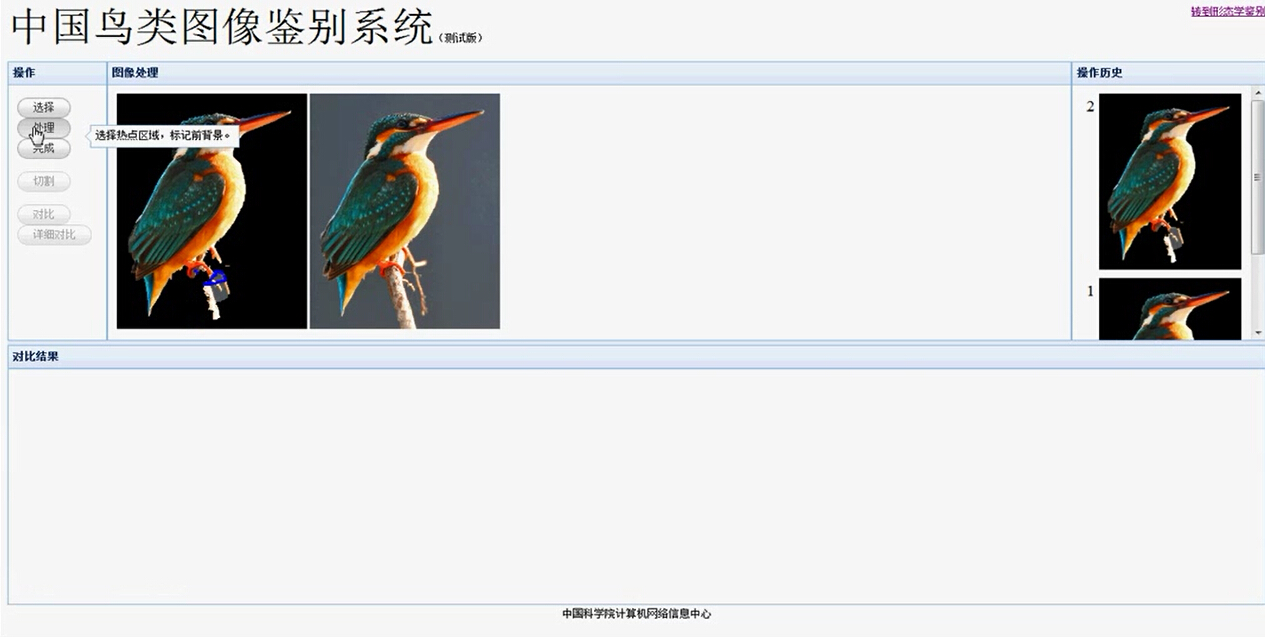 中国鸟类图像鉴别系统(测试版)
转到形态学鉴别
操作
图像处理
操作历史
选择
处理
选择热点区域，标记前背景。
完成
切割
对比
详细对比
2
1
对比结果
中国科学院计算机网络信息中心